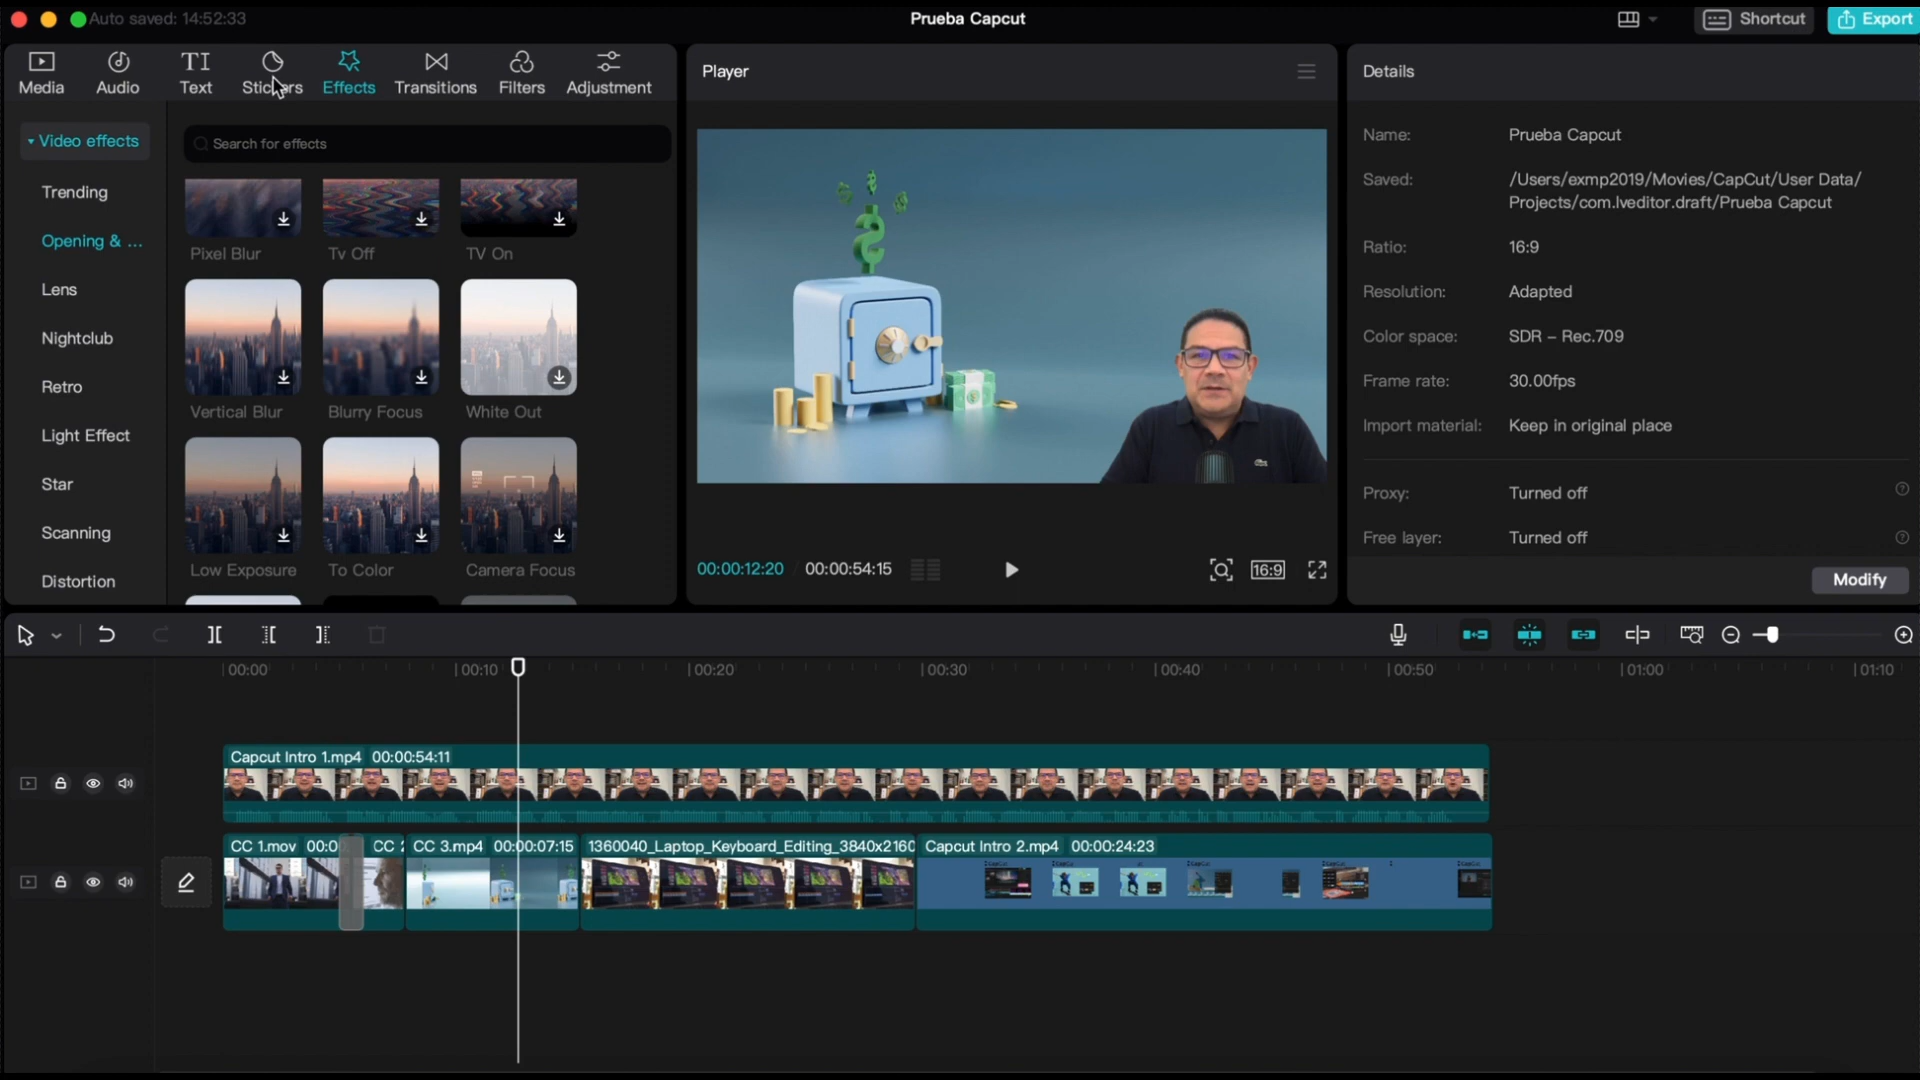 Auto saved: 14:52:33
Prueba Capcut
Shortcut
Export
Media
Audio
TI
Text
Stickers
Effects
Transitions
Filters
Adjustment
Player
Details
Video effects
Search for effects
Trending
Opening & ...
Lens
Nightclub
Retro
Light Effect
Star
Scanning
Distortion
Pixel Blur
Tv Off
TV On
Vertical Blur
Blurry Focus
White Out
Low Exposure
To Color
Camera Focus
00:00:12:20
00:00:54:15
16:9
Name: Prueba Capcut
Saved: /Users/exmp2019/Movies/CapCut/User Data/
Projects/com.lveditor.draft/Prueba Capcut
Ratio: 16:9
Resolution: Adapted
Color space: SDR – Rec.709
Frame rate: 30.00fps
Import material: Keep in original place
Proxy: Turned off
Free layer: Turned off
Modify
00:00
00:10
00:20
00:30
00:40
00:50
01:00
01:10
Capcut Intro 1.mp4 00:00:54:11
CC 1.mov 00:0
CC 2
CC 3.mp4 00:00:07:15
1360040_Laptop_Keyboard_Editing_3840x2160
Capcut Intro 2.mp4 00:00:24:23